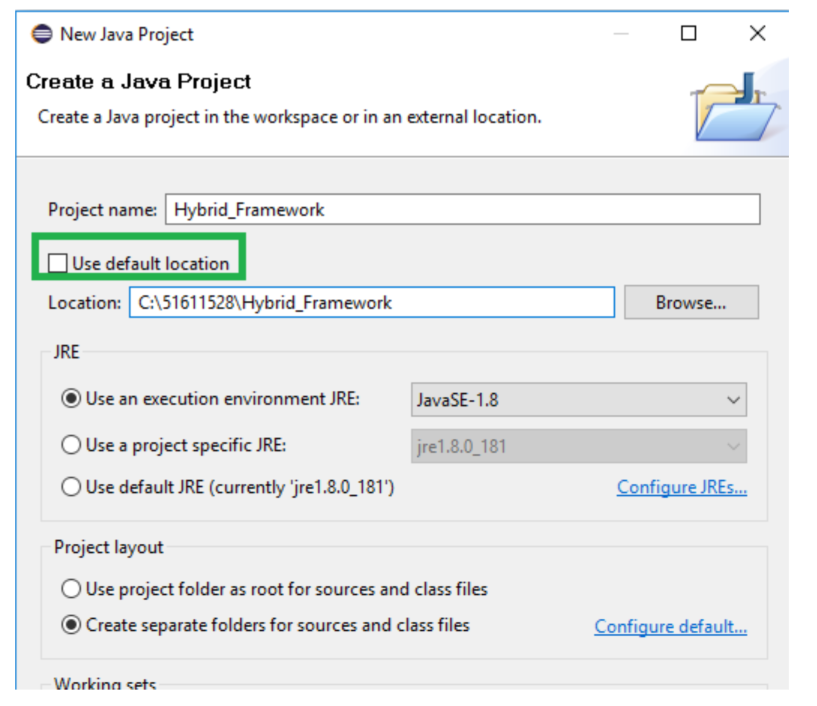 New Java Project
Create a Java Project
Create a Java project in the workspace or in an external location.
Project name: Hybrid_Framework
Use default location
Location: C:\51611528\Hybrid_Framework Browse...
JRE
Use an execution environment JRE: JavaSE-1.8
Use a project specific JRE: jre1.8.0_181
Use default JRE (currently 'jre1.8.0_181') Configure JREs...
Project layout
Use project folder as root for sources and class files
Create separate folders for sources and class files Configure default...
Working sets